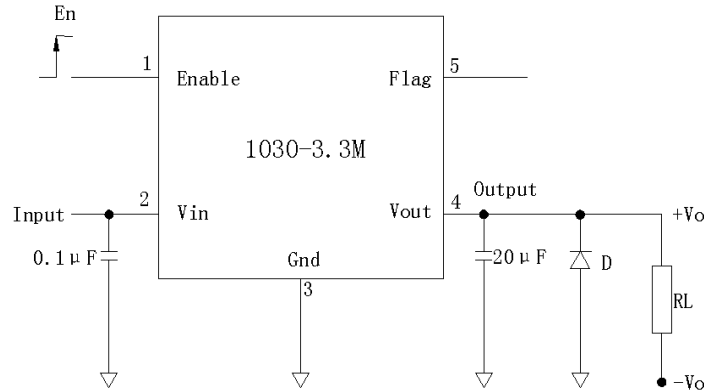 En
1
Enable
Flag
5
1030-3.3M
Input
2
Vin
Vout
4
Output
+Vo
0.1μF
Gnd
3
20μF
D
RL
-Vo